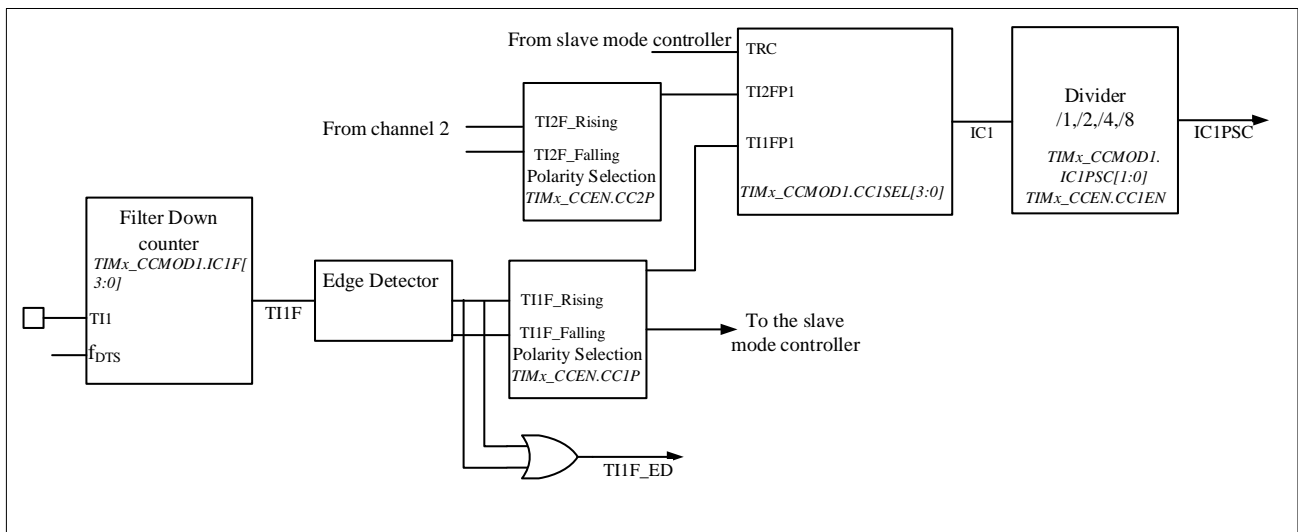 From slave mode controller
TRC
TI2FP1
TI1FP1
TIMx_CCMOD1.CC1SEL[3:0]
IC1
Divider
/1,/2,/4,/8
TIMx_CCMOD1.
IC1PSC[1:0]
TIMx_CCEN.CC1EN
IC1PSC
From channel 2
TI2F_Rising
TI2F_Falling
Polarity Selection
TIMx_CCEN.CC2P
Filter Down
counter
TIMx_CCMOD1.IC1F[
3:0]
TI1
fDTS
TI1F
Edge Detector
TI1F_Rising
TI1F_Falling
Polarity Selection
TIMx_CCEN.CC1P
To the slave
mode controller
TI1F_ED